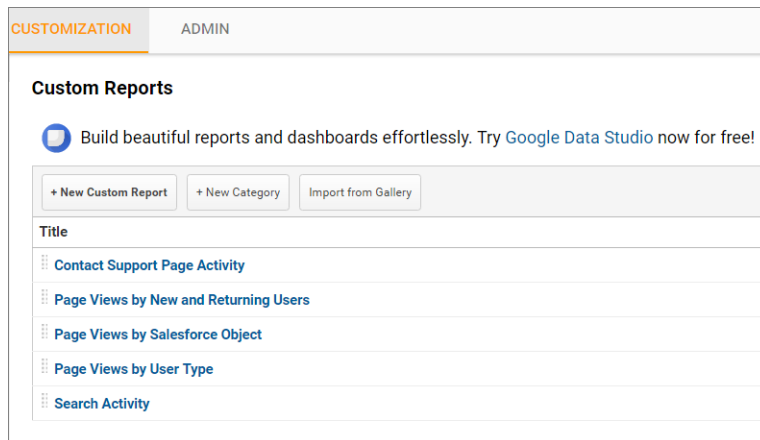 CUSTOMIZATION ADMIN
Custom Reports
Build beautiful reports and dashboards effortlessly. Try Google Data Studio now for free!
+ New Custom Report + New Category Import from Gallery
Title
Contact Support Page Activity
Page Views by New and Returning Users
Page Views by Salesforce Object
Page Views by User Type
Search Activity